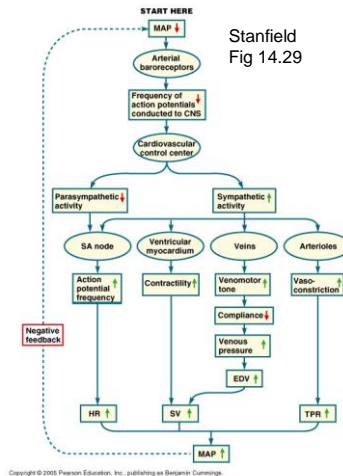 START HERE
MAP ↓
Stanfield
Fig 14.29
Arterial
baroreceptors
Frequency of
action potentials ↓
conducted to CNS
Cardiovascular
control center
Parasympathetic
activity ↓
Sympathetic
activity ↑
SA node
Ventricular
myocardium
Veins
Arterioles
Action
potential ↑
frequency
Contractility ↑
Venomotor
tone ↑
Vaso-
constriction ↑
Compliance ↓
Negative
feedback
Venous
pressure ↑
EDV ↑
HR ↑
SV ↑
TPR ↑
MAP ↑
Copyright © 2005 Pearson Education, Inc., publishing as Benjamin Cummings.